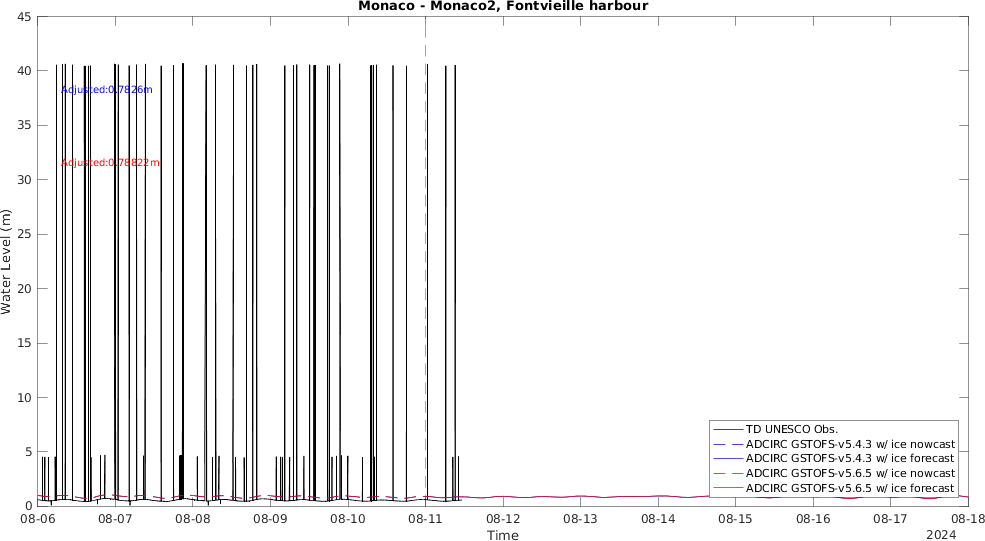 Monaco - Monaco2, Fontvieille harbour
45
40
35
30
25
20
15
10
5
0
Water Level (m)
Adjusted:0.7826m
Adjusted:0.78822m
TD UNESCO Obs.
ADCIRC GSTOFS-v5.4.3 w/ ice nowcast
ADCIRC GSTOFS-v5.4.3 w/ ice forecast
ADCIRC GSTOFS-v5.6.5 w/ ice nowcast
ADCIRC GSTOFS-v5.6.5 w/ ice forecast
08-06 08-07 08-08 08-09 08-10 08-11 08-12 08-13 08-14 08-15 08-16 08-17 08-18
Time
2024